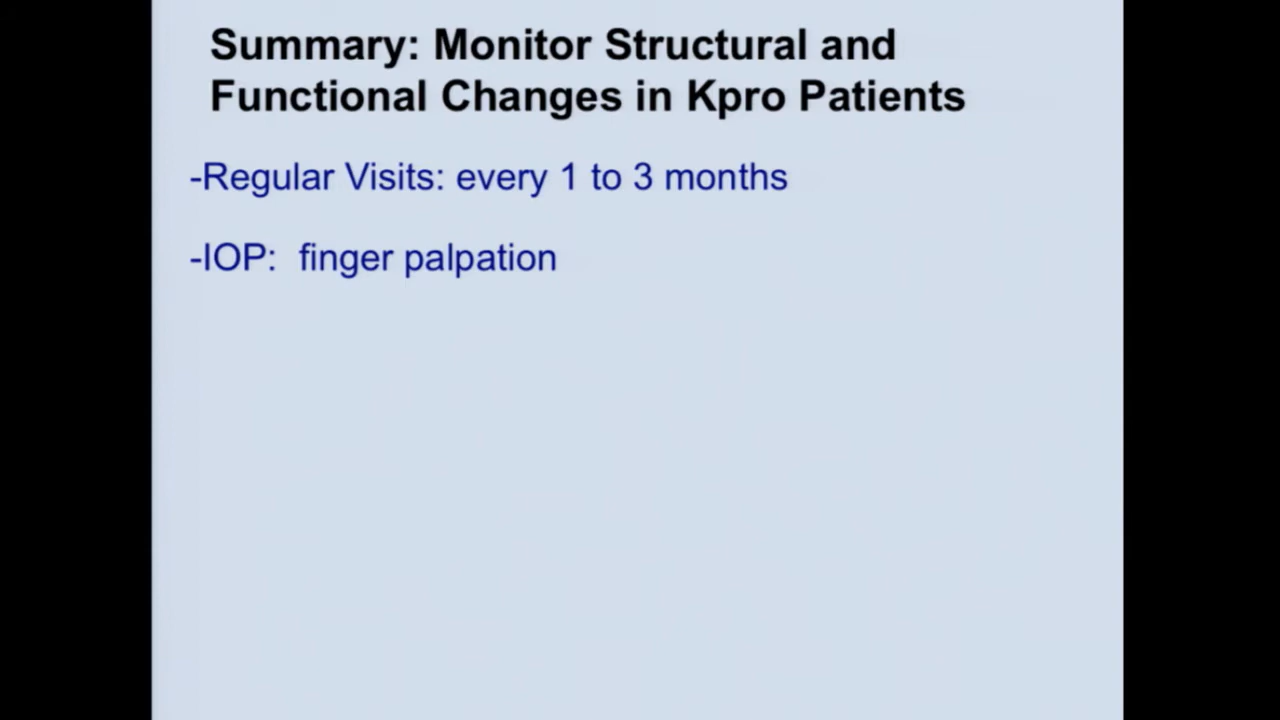 Summary: Monitor Structural and
Functional Changes in Kpro Patients
-Regular Visits: every 1 to 3 months
-IOP:  finger palpation